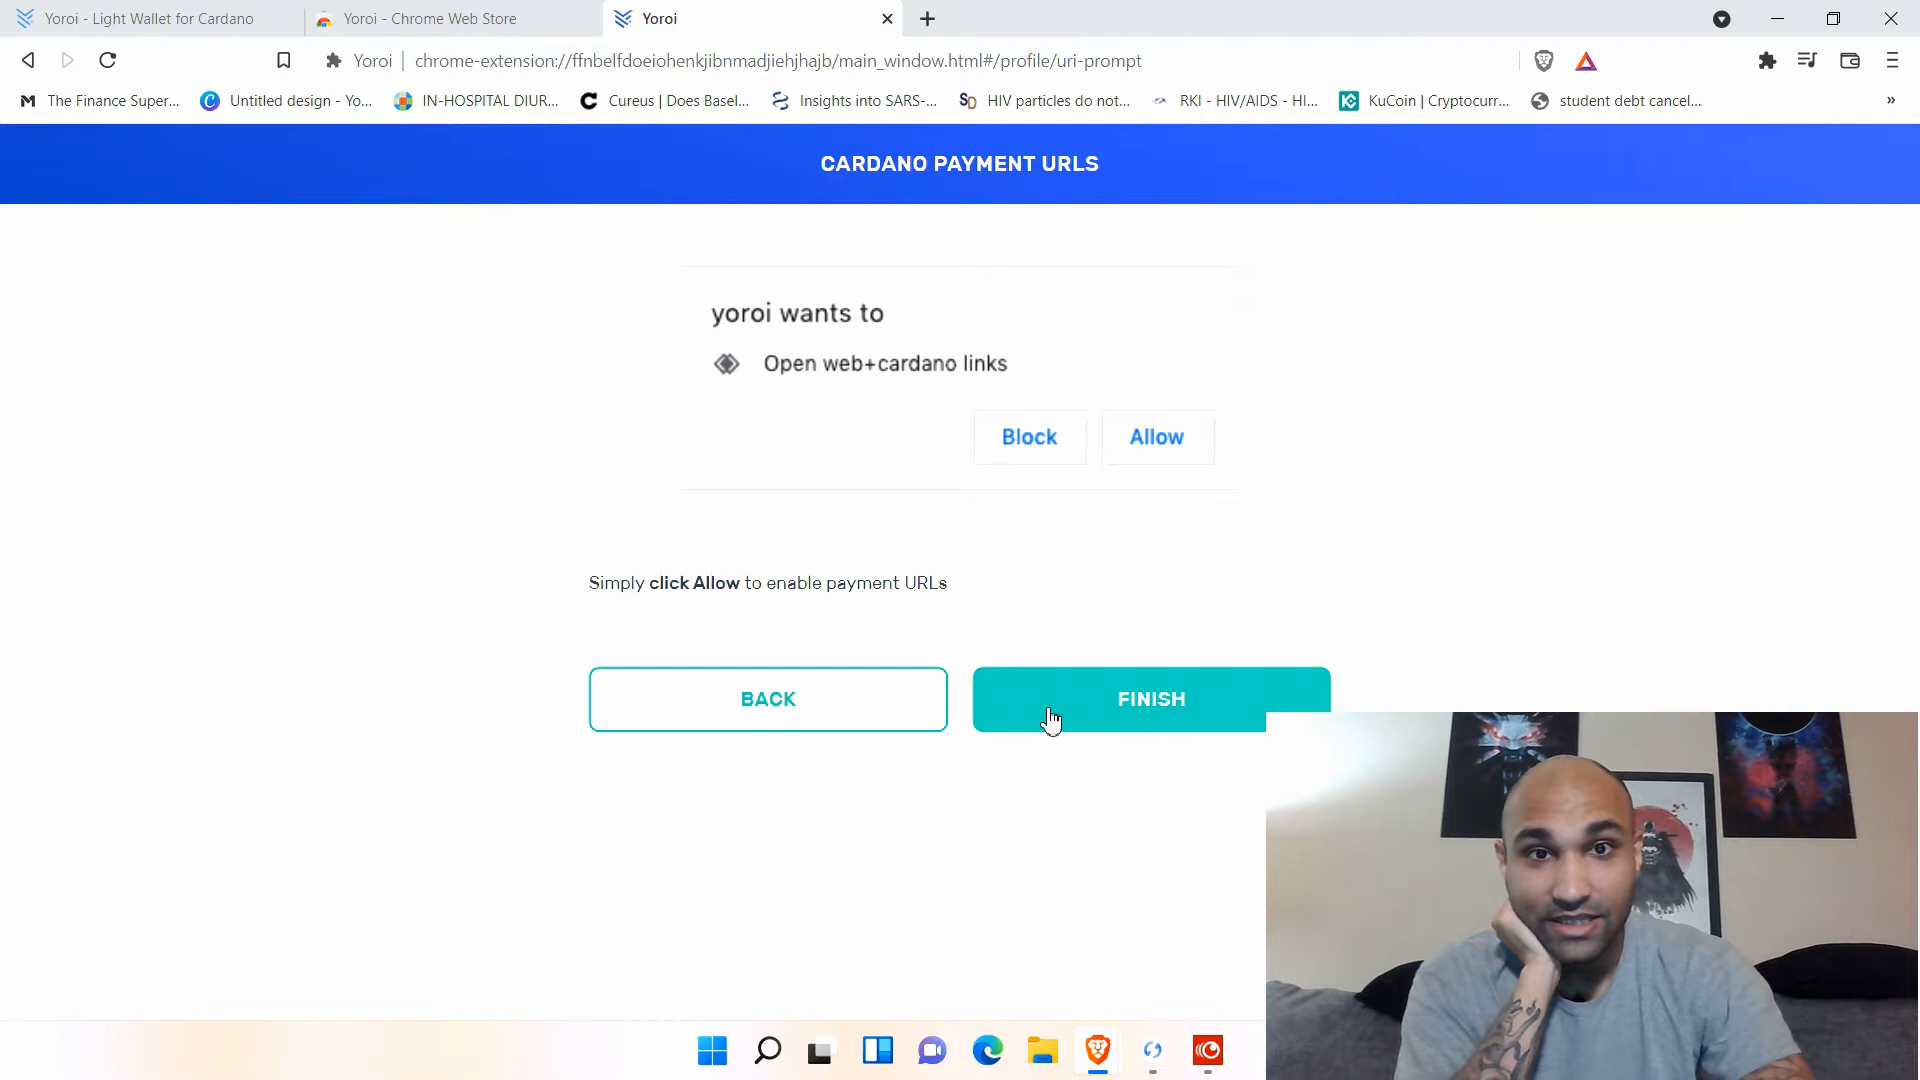 Yoroi - Light Wallet for Cardano
Yoroi - Chrome Web Store
Yoroi
Yoroi | chrome-extension://ffnbelfdoeiohenkjibnmadjiehjhajb/main_window.html#/profile/uri-prompt
The Finance Super...
Untitled design - Yo...
IN-HOSPITAL DIUR...
Cureus | Does Basel...
Insights into SARS-...
HIV particles do not...
RKI - HIV/AIDS - HI...
KuCoin | Cryptocurr...
student debt cancel...
»
CARDANO PAYMENT URLS
yoroi wants to
Open web+cardano links
Block
Allow
Simply click Allow to enable payment URLs
BACK
FINISH